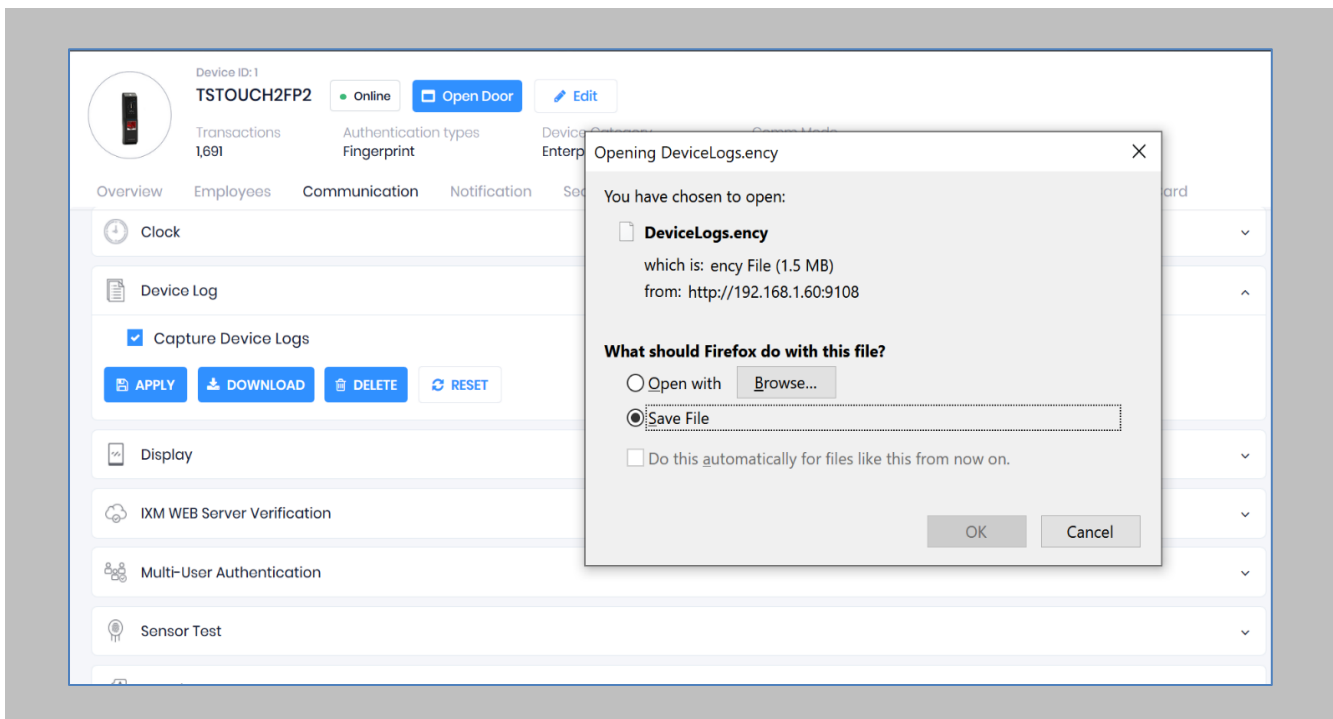 Device ID: 1
TSTOUCH2FP2
Online
Open Door
Edit
Transactions
Authentication types
1,691
Fingerprint
Overview
Employees
Communication
Notification
Clock
Device Log
Capture Device Logs
APPLY
DOWNLOAD
DELETE
RESET
Display
IXM WEB Server Verification
Multi-User Authentication
Sensor Test
Opening DeviceLogs.ency
You have chosen to open:
DeviceLogs.ency
which is: ency File (1.5 MB)
from: http://192.168.1.60:9108
What should Firefox do with this file?
Open with
Browse...
Save File
Do this automatically for files like this from now on.
OK
Cancel